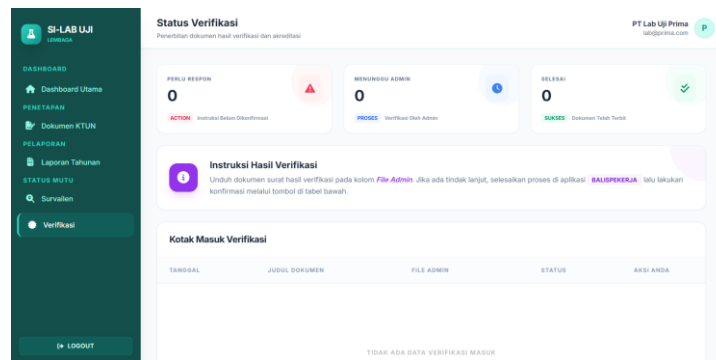 SI-LAB UJI
LEMBAGA
DASHBOARD
Dashboard Utama
PENETAPAN
Dokumen KTUN
PELAPORAN
Laporan Tahunan
STATUS MUTU
Survailen
Verifikasi
LOGOUT
Status Verifikasi
Penerbitan dokumen hasil verifikasi dan akreditasi
PT Lab Uji Prima
lab@prima.com
P
PERLU RESPON
0
ACTION Instruksi Belum Dikonfirmasi
MENUNGGU ADMIN
0
PROSES Verifikasi Oleh Admin
SELESAI
0
SUKSES Dokumen Telah Terbit
Instruksi Hasil Verifikasi
Unduh dokumen surat hasil verifikasi pada kolom File Admin. Jika ada tindak lanjut, selesaikan proses di aplikasi BALISPEKERJA lalu lakukan
konfirmasi melalui tombol di tabel bawah.
Kotak Masuk Verifikasi
TANGGAL JUDUL DOKUMEN FILE ADMIN STATUS AKSI ANDA
TIDAK ADA DATA VERIFIKASI MASUK